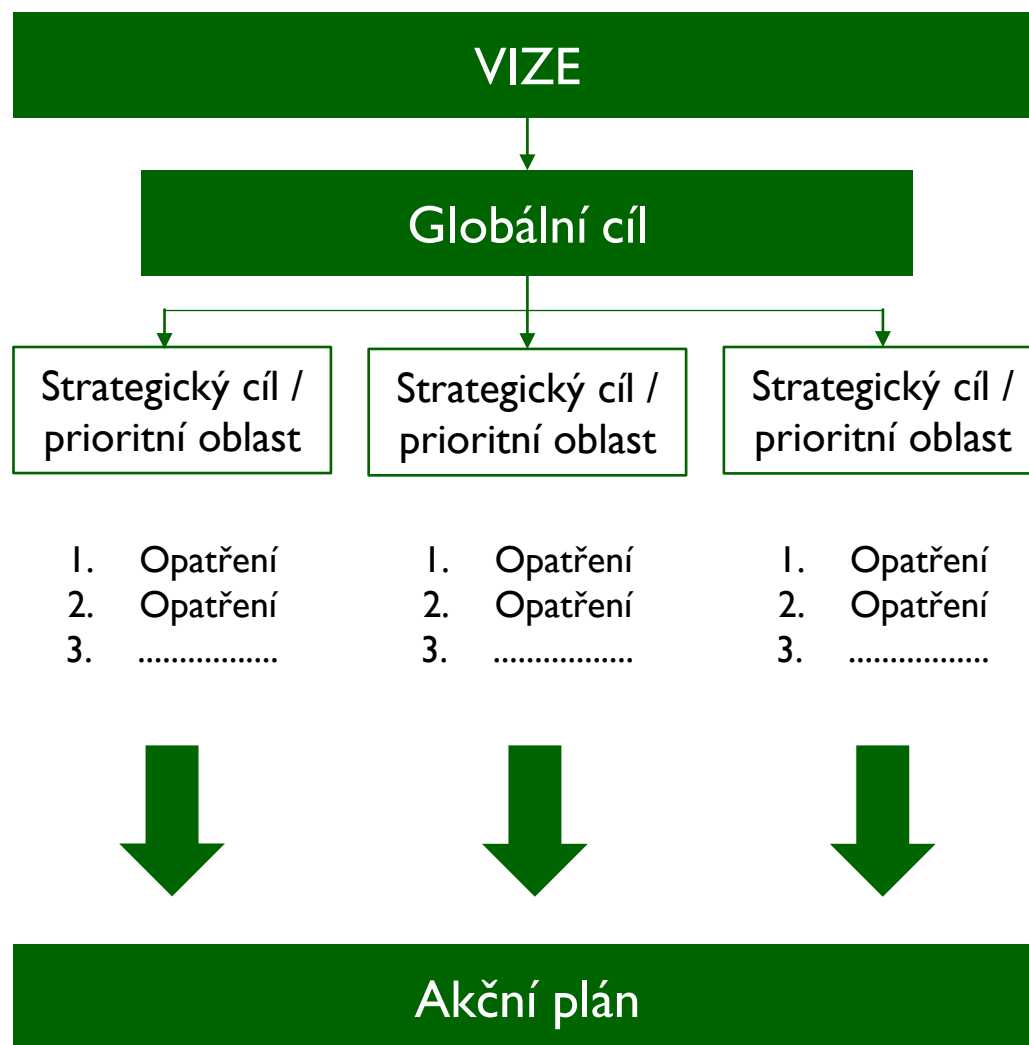 VIZE
Globální cíl
Strategický cíl /
prioritní oblast
Strategický cíl /
prioritní oblast
Strategický cíl /
prioritní oblast
1. Opatření
2. Opatření
3. .................
1. Opatření
2. Opatření
3. .................
1. Opatření
2. Opatření
3. .................
Akční plán